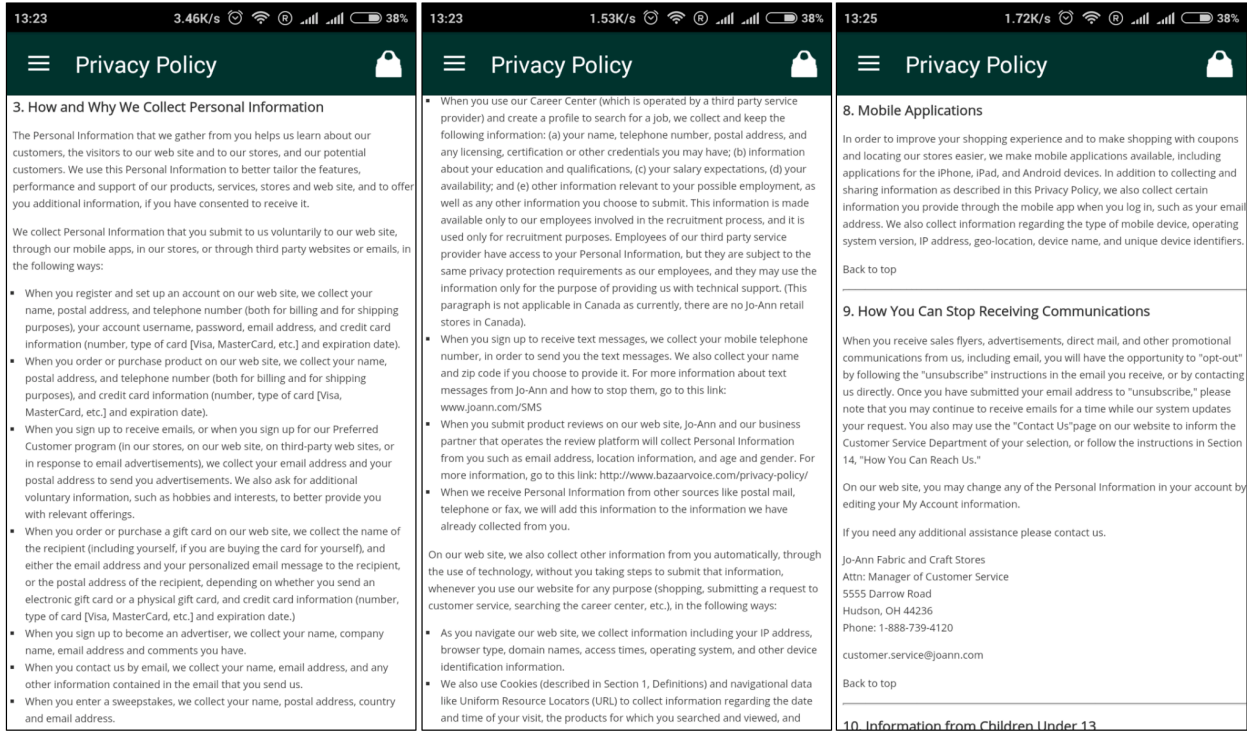 13:23
3.46K/s
38%
Privacy Policy
3. How and Why We Collect Personal Information
The Personal Information that we gather from you helps us learn about our
customers, the visitors to our web site and to our stores, and our potential
customers. We use this Personal Information to better tailor the features,
performance and support of our products, services, stores and web site, and to offer
you additional information, if you have consented to receive it.
We collect Personal Information that you submit to us voluntarily to our web site,
through our mobile apps, in our stores, or through third party websites or emails, in
the following ways:
▪ When you register and set up an account on our web site, we collect your
name, postal address, and telephone number (both for billing and for shipping
purposes), your account username, password, email address, and credit card
information (number, type of card [Visa, MasterCard, etc.] and expiration date).
▪ When you order or purchase product on our web site, we collect your name,
postal address, and telephone number (both for billing and for shipping
purposes), and credit card information (number, type of card [Visa,
MasterCard, etc.] and expiration date).
▪ When you sign up to receive emails, or when you sign up for our Preferred
Customer program (in our stores, on our web site, on third-party web sites, or
in response to email advertisements), we collect your email address and your
postal address to send you advertisements. We also ask for additional
voluntary information, such as hobbies and interests, to better provide you
with relevant offerings.
▪ When you order or purchase a gift card on our web site, we collect the name of
the recipient (including yourself, if you are buying the card for yourself), and
either the email address and your personalized email message to the recipient,
or the postal address of the recipient, depending on whether you send an
electronic gift card or a physical gift card, and credit card information (number,
type of card [Visa, MasterCard, etc.] and expiration date.)
▪ When you sign up to become an advertiser, we collect your name, company
name, email address and comments you have.
▪ When you contact us by email, we collect your name, email address, and any
other information contained in the email that you send us.
▪ When you enter a sweepstakes, we collect your name, postal address, country
and email address.
13:23
1.53K/s
38%
Privacy Policy
▪ When you use our Career Center (which is operated by a third party service
provider) and create a profile to search for a job, we collect and keep the
following information: (a) your name, telephone number, postal address, and
any licensing, certification or other credentials you may have; (b) information
about your education and qualifications, (c) your salary expectations, (d) your
availability; and (e) other information relevant to your possible employment, as
well as any other information you choose to submit. This information is made
available only to our employees involved in the recruitment process, and it is
used only for recruitment purposes. Employees of our third party service
provider have access to your Personal Information, but they are subject to the
same privacy protection requirements as our employees, and they may use the
information only for the purpose of providing us with technical support. (This
paragraph is not applicable in Canada as currently, there are no Jo-Ann retail
stores in Canada).
▪ When you sign up to receive text messages, we collect your mobile telephone
number, in order to send you the text messages. We also collect your name
and zip code if you choose to provide it. For more information about text
messages from Jo-Ann and how to stop them, go to this link:
www.joann.com/SMS
▪ When you submit product reviews on our web site, Jo-Ann and our business
partner that operates the review platform will collect Personal Information
from you such as email address, location information, and age and gender. For
more information, go to this link: http://www.bazaarvoice.com/privacy-policy/
▪ When we receive Personal Information from other sources like postal mail,
telephone or fax, we will add this information to the information we have
already collected from you.
On our web site, we also collect other information from you automatically, through
the use of technology, without you taking steps to submit that information,
whenever you use our website for any purpose (shopping, submitting a request to
customer service, searching the career center, etc.), in the following ways:
▪ As you navigate our web site, we collect information including your IP address,
browser type, domain names, access times, operating system, and other device
identification information.
▪ We also use Cookies (described in Section 1, Definitions) and navigational data
like Uniform Resource Locators (URL) to collect information regarding the date
and time of your visit, the products for which you searched and viewed, and
13:25
1.72K/s
38%
Privacy Policy
8. Mobile Applications
In order to improve your shopping experience and to make shopping with coupons
and locating our stores easier, we make mobile applications available, including
applications for the iPhone, iPad, and Android devices. In addition to collecting and
sharing information as described in this Privacy Policy, we also collect certain
information you provide through the mobile app when you log in, such as your email
address. We also collect information regarding the type of mobile device, operating
system version, IP address, geo-location, device name, and unique device identifiers.
Back to top
9. How You Can Stop Receiving Communications
When you receive sales flyers, advertisements, direct mail, and other promotional
communications from us, including email, you will have the opportunity to "opt-out"
by following the "unsubscribe" instructions in the email you receive, or by contacting
us directly. Once you have submitted your email address to "unsubscribe," please
note that you may continue to receive emails for a time while our system updates
your request. You also may use the "Contact Us"page on our website to inform the
Customer Service Department of your selection, or follow the instructions in Section
14, "How You Can Reach Us."
On our web site, you may change any of the Personal Information in your account by
editing your My Account information.
If you need any additional assistance please contact us.
Jo-Ann Fabric and Craft Stores
Attn: Manager of Customer Service
5555 Darrow Road
Hudson, OH 44236
Phone: 1-888-739-4120
customer.service@joann.com
Back to top
10. Information from Children Under 13